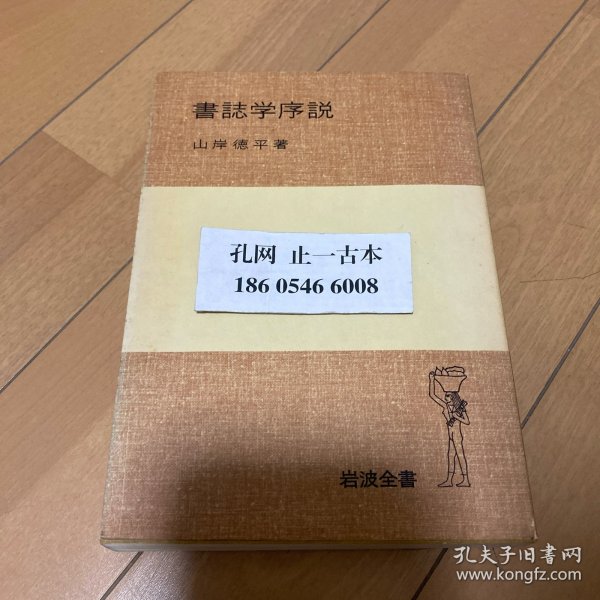 書誌学序説
山岸徳平著
孔网 止一古本
186 0546 6008
岩波全書
孔夫子旧书网
www.kongfz.com